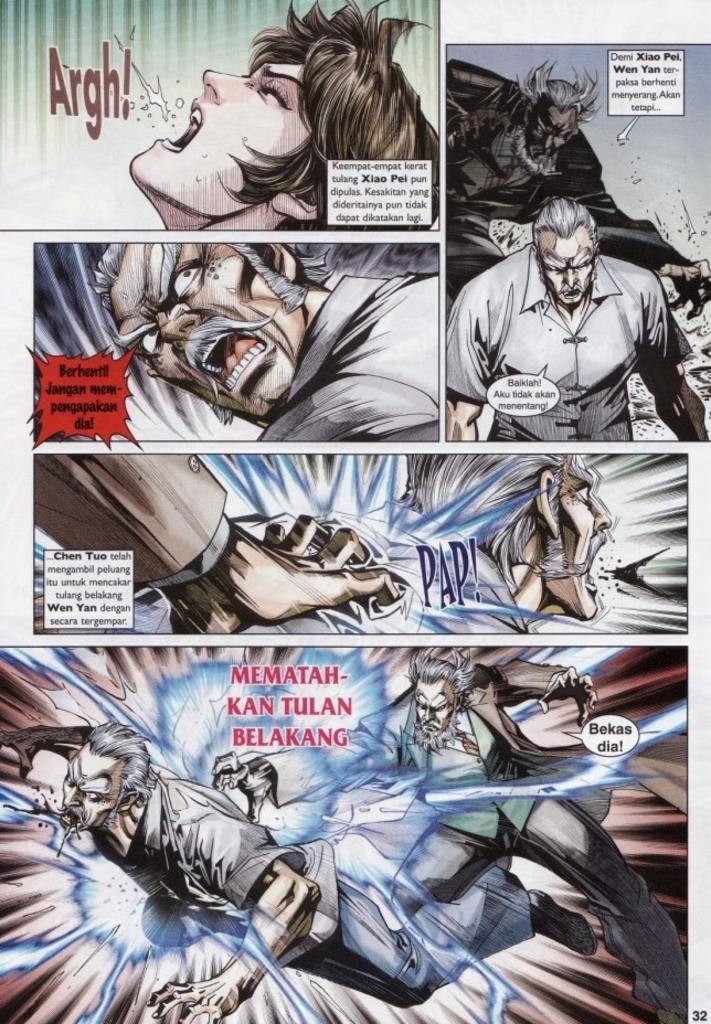 Argh!
Keempat-empat kerat
tulang Xiao Pei pun
dipulas. Kesakitan yang
dideritainya pun tidak
dapat dikatakan lagi.
Berhenti!
Jangan mem-
pengapakan
dia!
Demi Xiao Pei,
Wen Yan ter-
paksa berhenti
menyerang. Akan
tetapi...
Baiklah!
Aku tidak akan
menentang!
...Chen Tuo telah
mengambil peluang
itu untuk mencakar
tulang belakang
Wen Yan dengan
secara tergempar.
PAP!
MEMATAH-
KAN TULAN
BELAKANG
Bekas
dia!
32